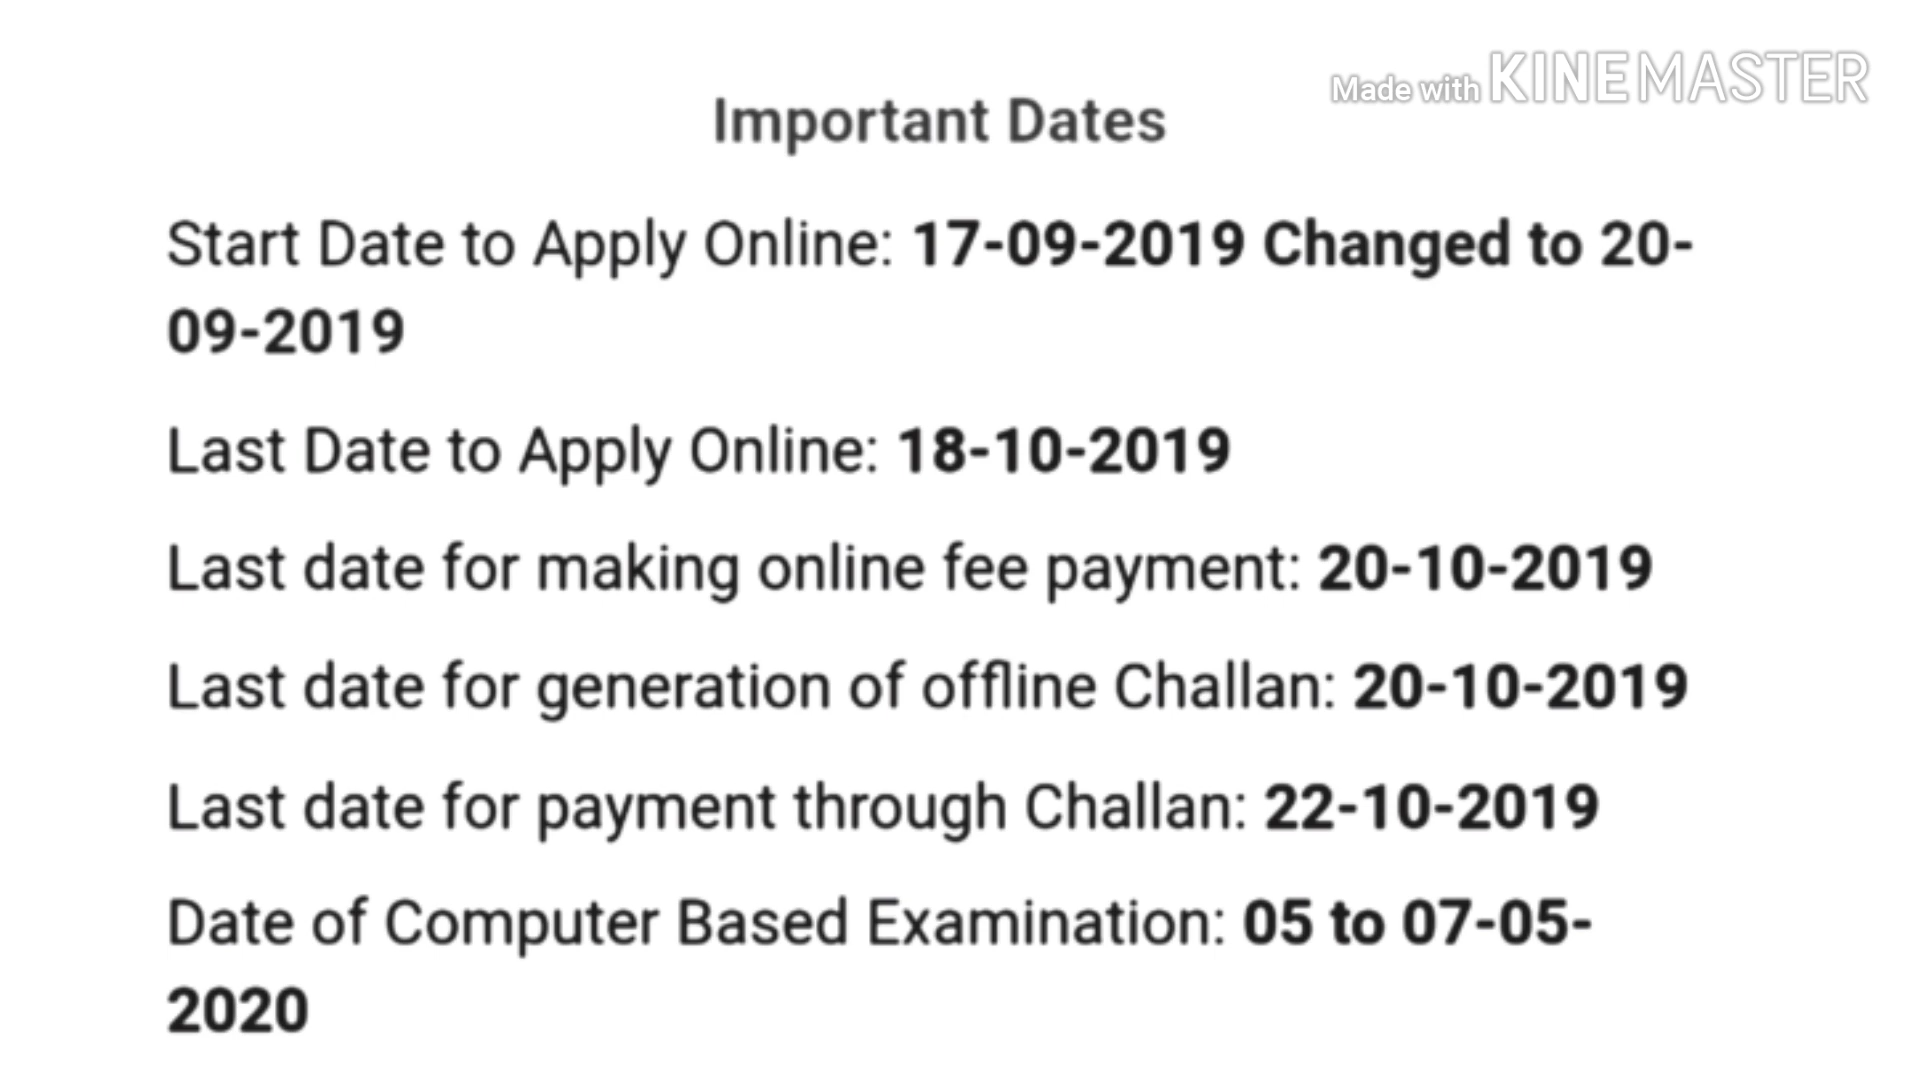 Made with KINEMASTER
Important Dates
Start Date to Apply Online: 17-09-2019 Changed to 20-
09-2019
Last Date to Apply Online: 18-10-2019
Last date for making online fee payment: 20-10-2019
Last date for generation of offline Challan: 20-10-2019
Last date for payment through Challan: 22-10-2019
Date of Computer Based Examination: 05 to 07-05-
2020